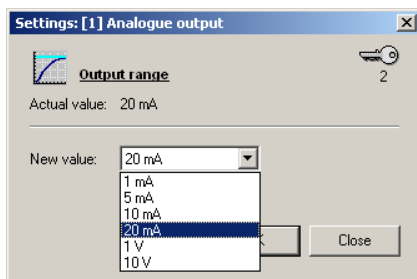 Settings: [1] Analogue output
Output range
2
Actual value: 20 mA
New value: 20 mA
1 mA
5 mA
10 mA
20 mA
1 V
10 V
Close